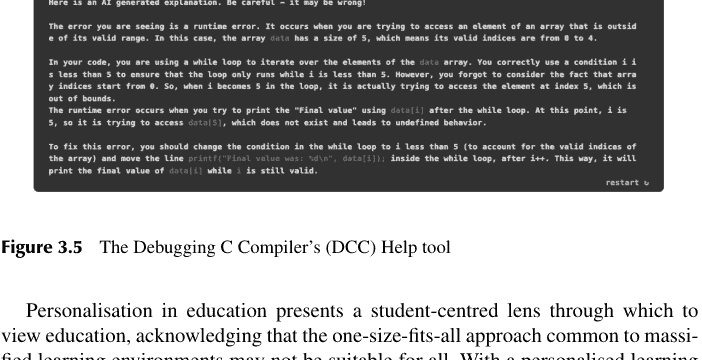 Here is an AI generated explanation. Be careful – it may be wrong!
The error you are seeing is a runtime error. It occurs when you are trying to access an element of an array that is outsid
e of its valid range. In this case, the array data has a size of 5, which means its valid indices are from 0 to 4.
In your code, you are using a while loop to iterate over the elements of the data array. You correctly use a condition i i
s less than 5 to ensure that the loop only runs while i is less than 5. However, you forgot to consider the fact that arra
y indices start from 0. So, when i becomes 5 in the loop, it is actually trying to access the element at index 5, which is
out of bounds.
The runtime error occurs when you try to print the "Final value" using data[i] after the while loop. At this point, i is
5, so it is trying to access data[5], which does not exist and leads to undefined behavior.
To fix this error, you should change the condition in the while loop to i less than 5 (to account for the valid indices of
the array) and move the line printf("Final value was: %d\n", data[i]); inside the while loop, after i++. This way, it will
print the final value of data[i] while i is still valid.
restart ↻
Figure 3.5 The Debugging C Compiler's (DCC) Help tool
Personalisation in education presents a student-centred lens through which to
view education, acknowledging that the one-size-fits-all approach common to massi-
fied learning environments may not be suitable for all. With a personalised learning